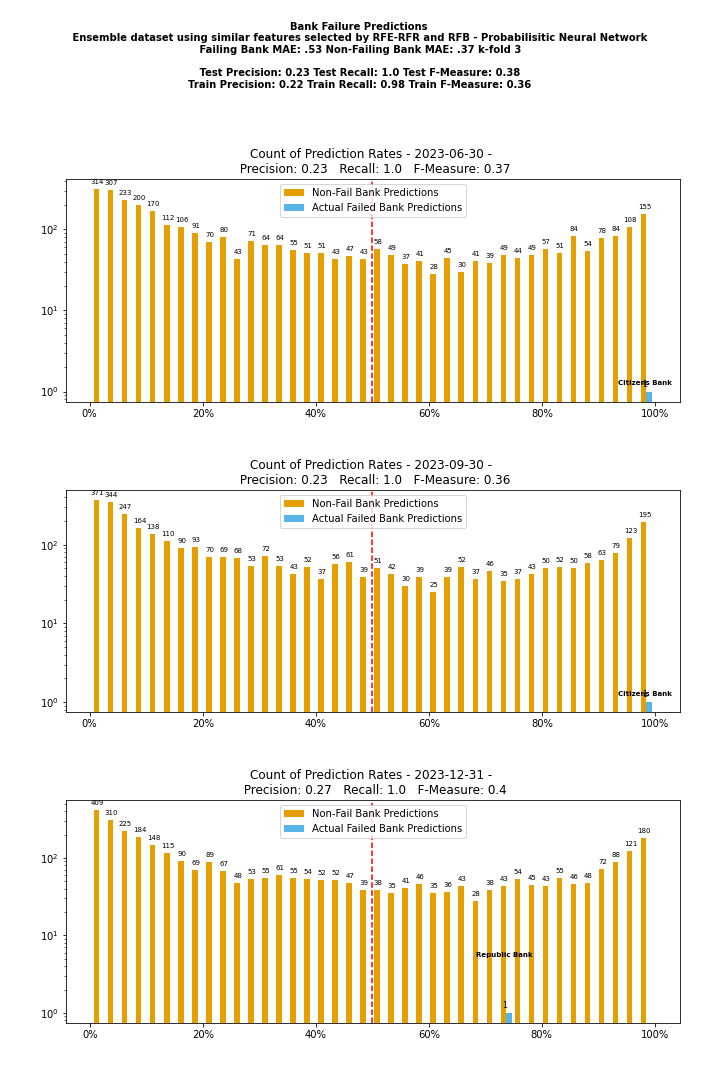 Bank Failure Predictions
Ensemble dataset using similar features selected by RFE-RFR and RFB - Probabilisitic Neural Network
Failing Bank MAE: .53 Non-Failing Bank MAE: .37 k-fold 3
Test Precision: 0.23 Test Recall: 1.0 Test F-Measure: 0.38
Train Precision: 0.22 Train Recall: 0.98 Train F-Measure: 0.36
Count of Prediction Rates - 2023-06-30 -
Precision: 0.23 Recall: 1.0 F-Measure: 0.37
Non-Fail Bank Predictions
Actual Failed Bank Predictions
314 307 233 200 170 112 106 91 70 80 43 71 64 64 55 51 51 43 47 43 58 49 37 41 28 45 30 41 39 49 44 49 57 51 84 54 78 84 108 155
10² 
10¹
10⁰
Citizens Bank
1
0% 20% 40% 60% 80% 100%
Count of Prediction Rates - 2023-09-30 -
Precision: 0.23 Recall: 1.0 F-Measure: 0.36
Non-Fail Bank Predictions
Actual Failed Bank Predictions
371 344 247 164 138 110 90 93 70 69 68 53 72 53 43 52 37 56 61 39 51 42 30 39 25 39 52 37 46 35 37 43 50 52 50 58 63 79 123 195
10²
10¹
10⁰
Citizens Bank
1
0% 20% 40% 60% 80% 100%
Count of Prediction Rates - 2023-12-31 -
Precision: 0.27 Recall: 1.0 F-Measure: 0.4
Non-Fail Bank Predictions
Actual Failed Bank Predictions
409 310 225 184 148 115 90 69 89 67 48 53 55 61 55 54 52 52 47 39 38 35 41 46 35 36 43 28 38 43 54 45 43 55 46 48 72 88 121 180
10²
10¹
10⁰
Republic Bank
1
0% 20% 40% 60% 80% 100%